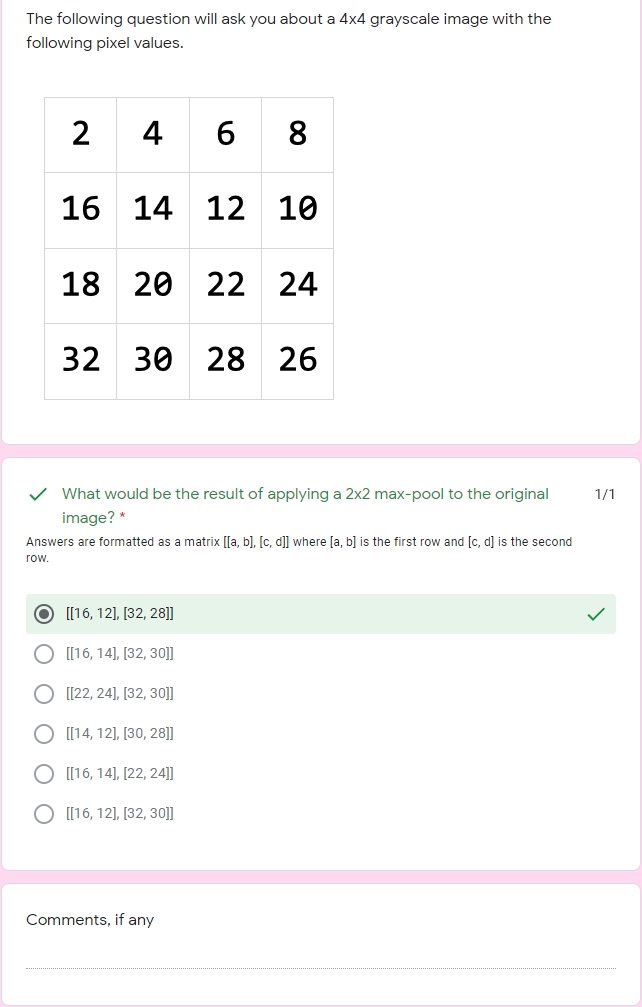 The following question will ask you about a 4x4 grayscale image with the
following pixel values.
2 4 6 8
16 14 12 10
18 20 22 24
32 30 28 26
What would be the result of applying a 2x2 max-pool to the original 1/1
image? *
Answers are formatted as a matrix [[a, b], [c, d]] where [a, b] is the first row and [c, d] is the second
row.
[[16, 12], [32, 28]]
[[16, 14], [32, 30]]
[[22, 24], [32, 30]]
[[14, 12], [30, 28]]
[[16, 14], [22, 24]]
[[16, 12], [32, 30]]
Comments, if any